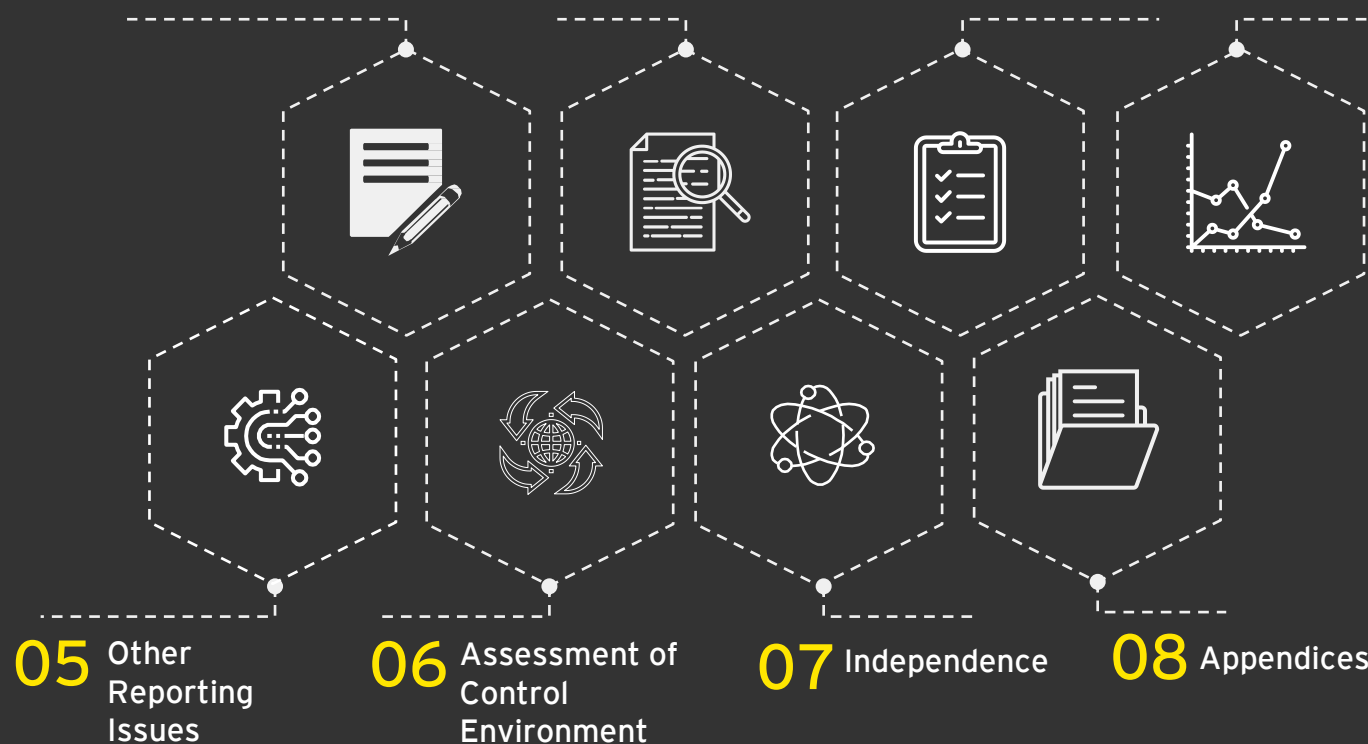 05 Other
Reporting
Issues
06 Assessment of
Control
Environment
07 Independence
08 Appendices